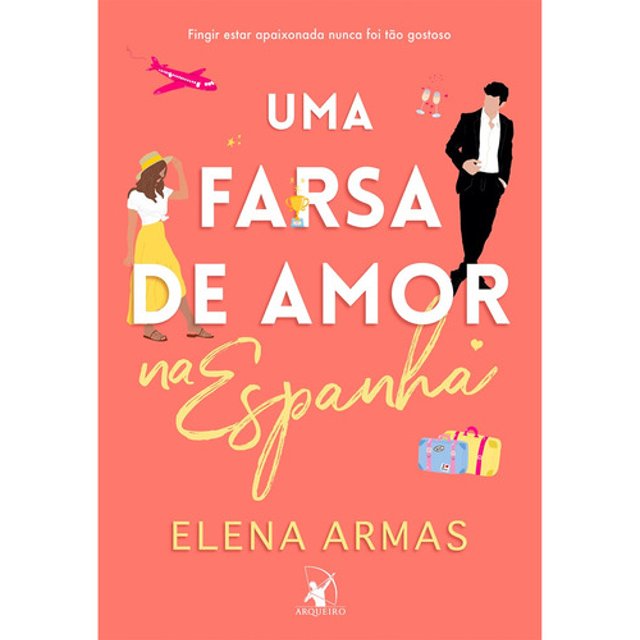 Fingir estar apaixonada nunca foi tão gostoso
UMA
FARSA
DE AMOR
na Espanha
ELENA ARMAS
ARQUEIRO